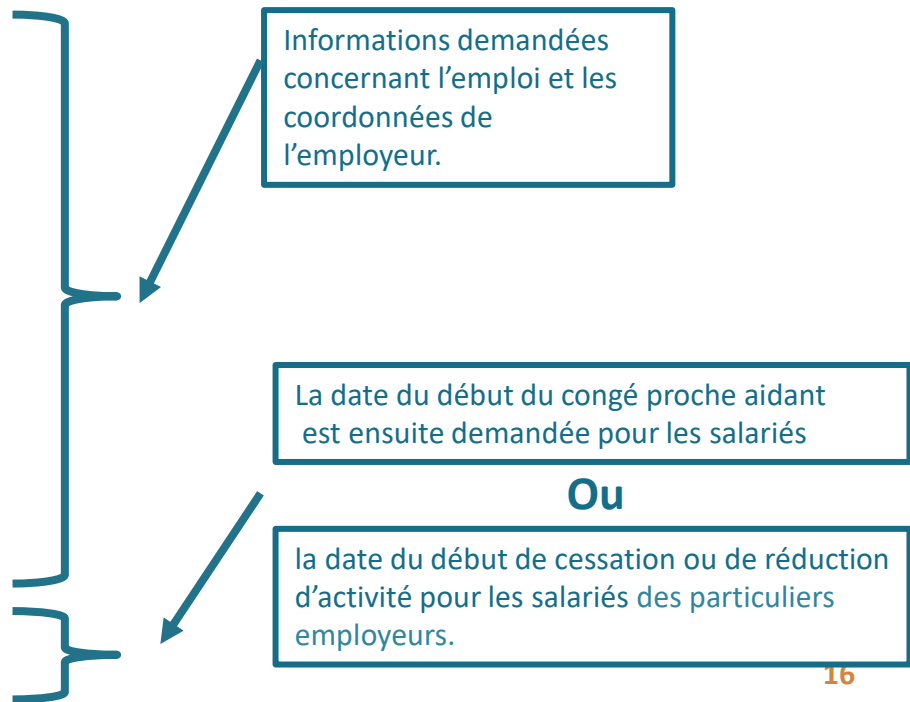 Informations demandées
concernant l’emploi et les
coordonnées de
l’employeur.
La date du début du congé proche aidant
est ensuite demandée pour les salariés
Ou
la date du début de cessation ou de réduction
d’activité pour les salariés des particuliers
employeurs.
16